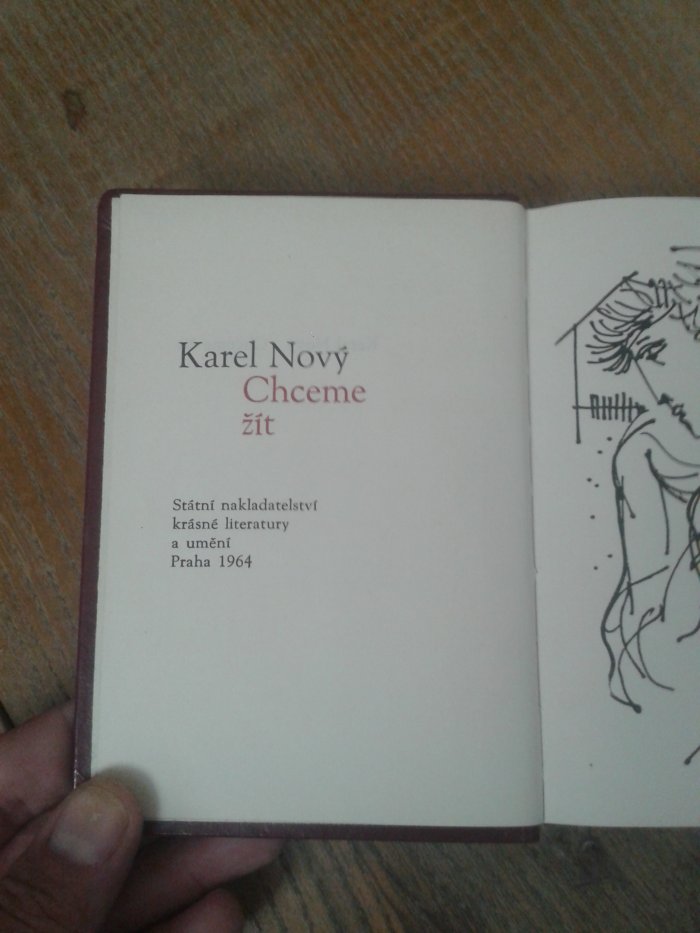 Karel Nový
Chceme
žít
Státní nakladatelství
krásné literatury
a umění
Praha 1964